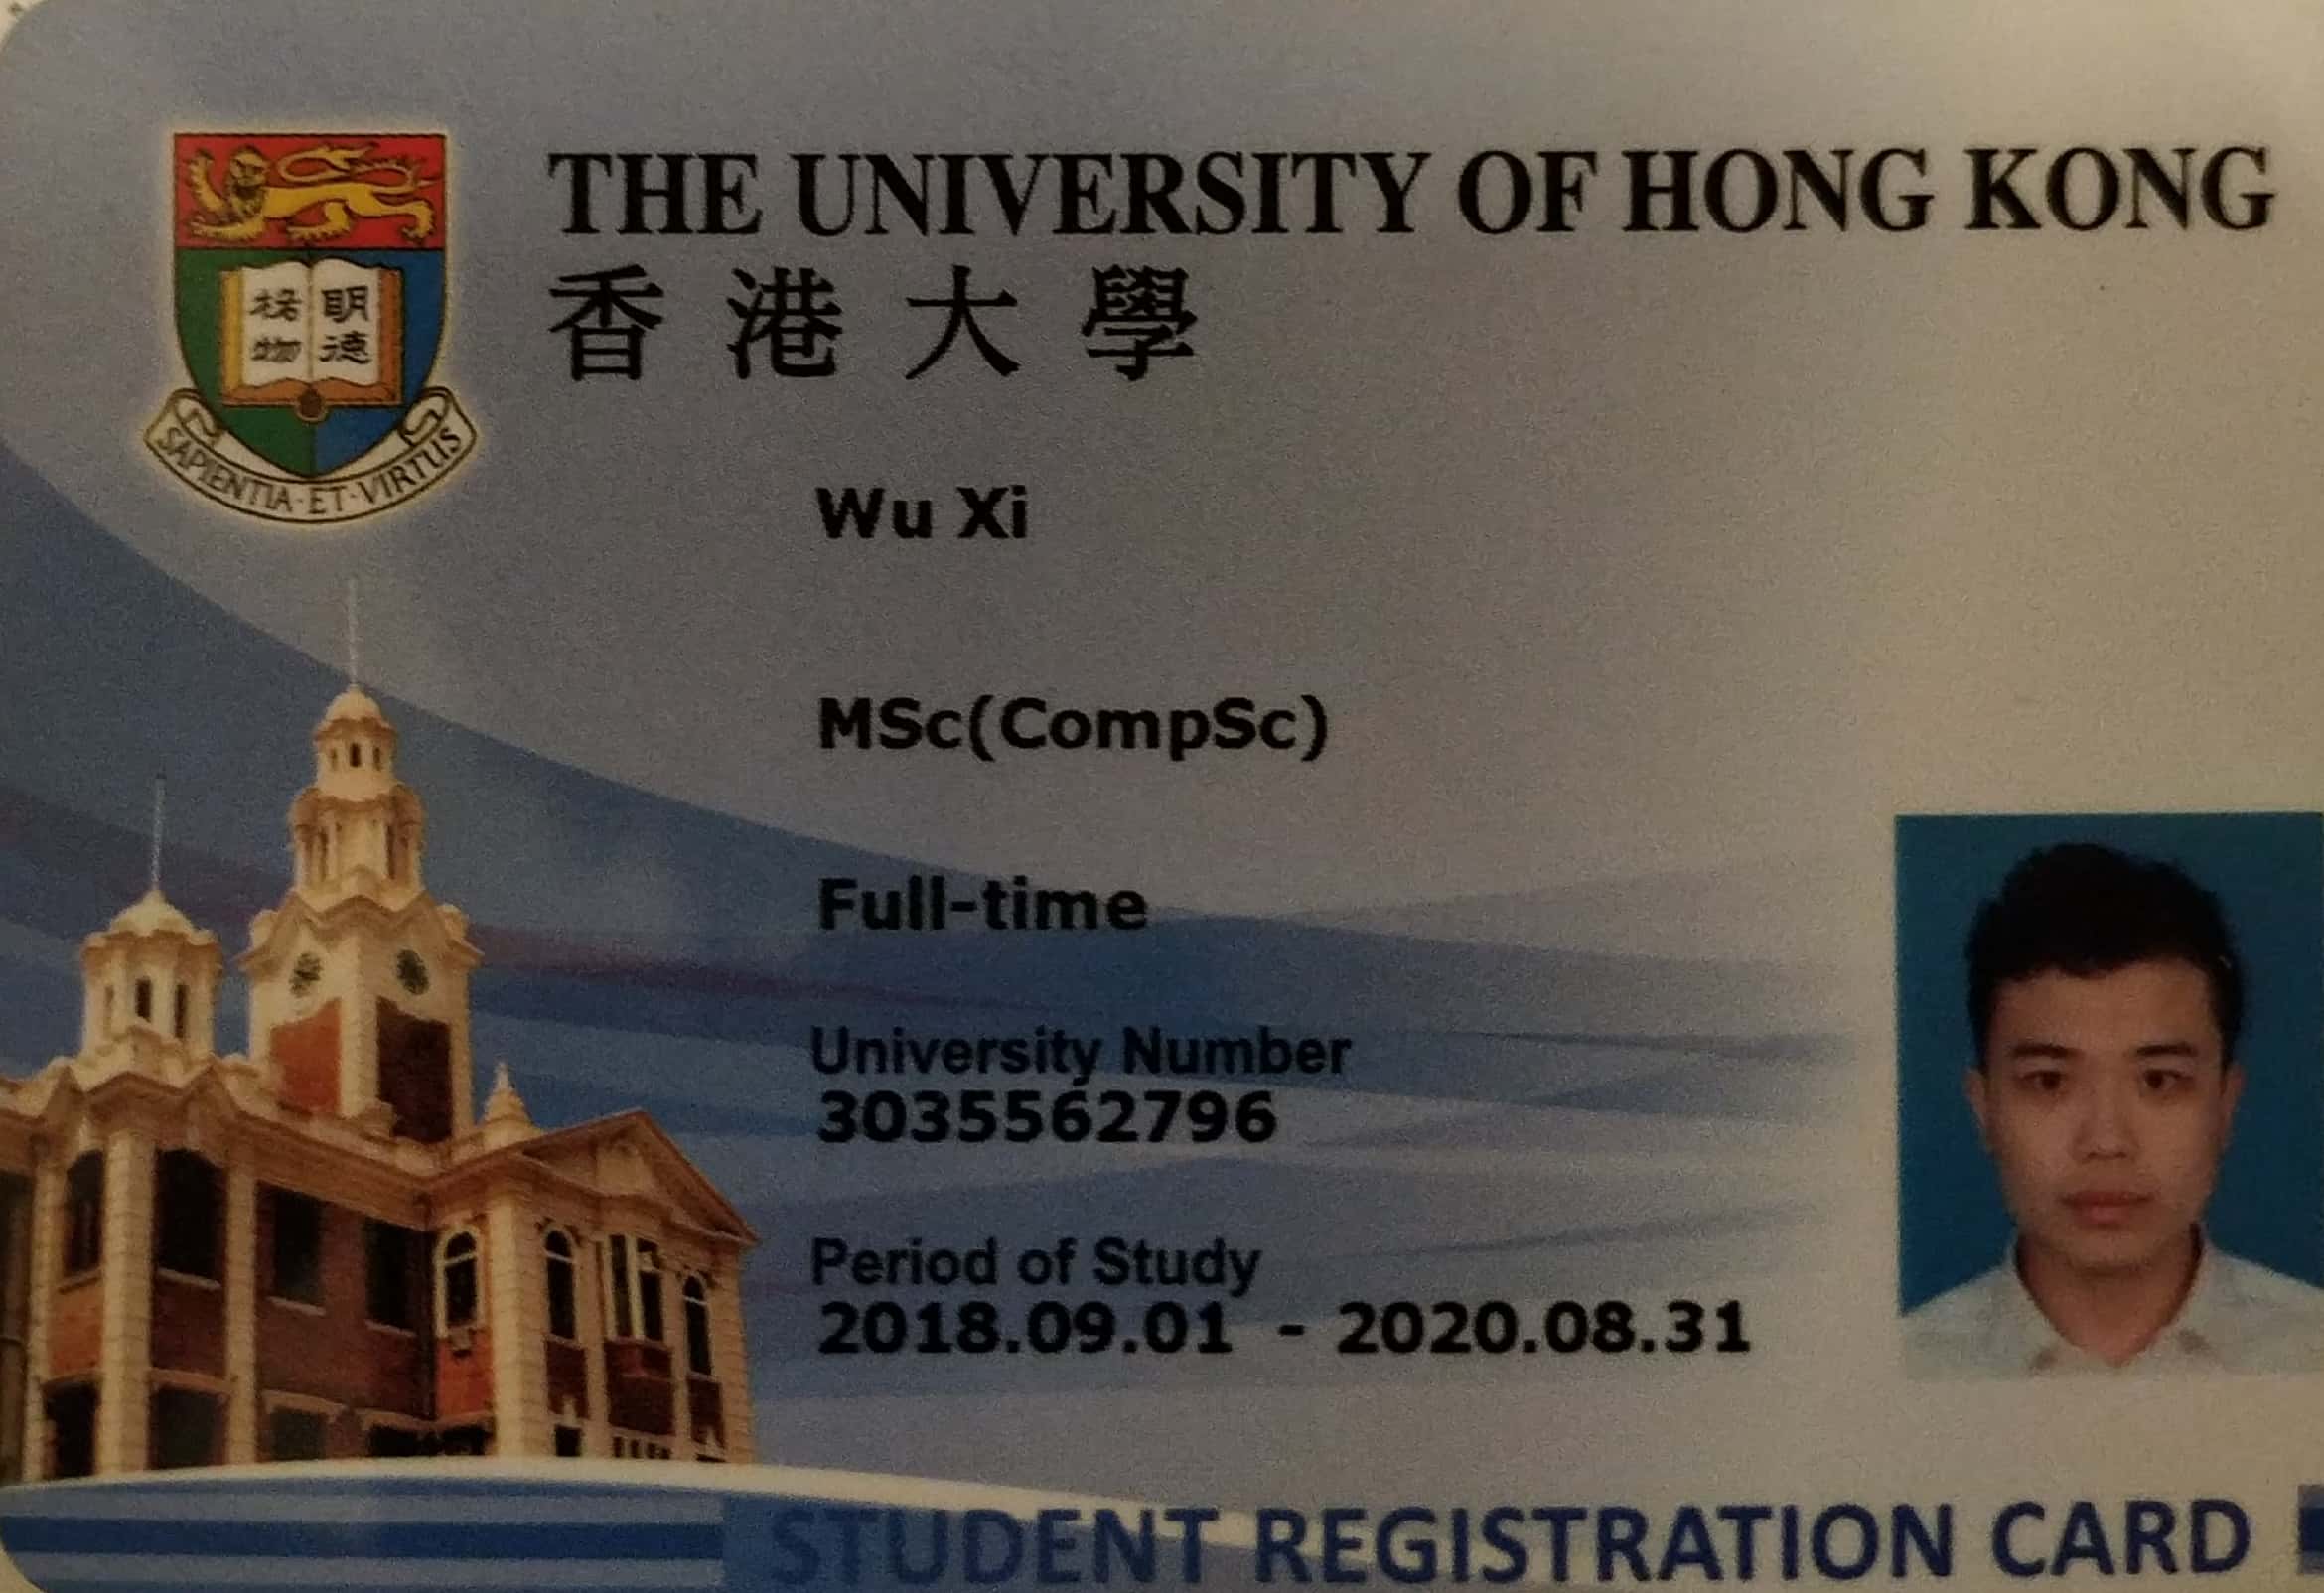 THE UNIVERSITY OF HONG KONG
香港大學
明德
格物
SAPIENTIA·ET·VIRTUS
Wu Xi
MSc(CompSc)
Full-time
University Number
3035562796
Period of Study
2018.09.01 - 2020.08.31
STUDENT REGISTRATION CARD